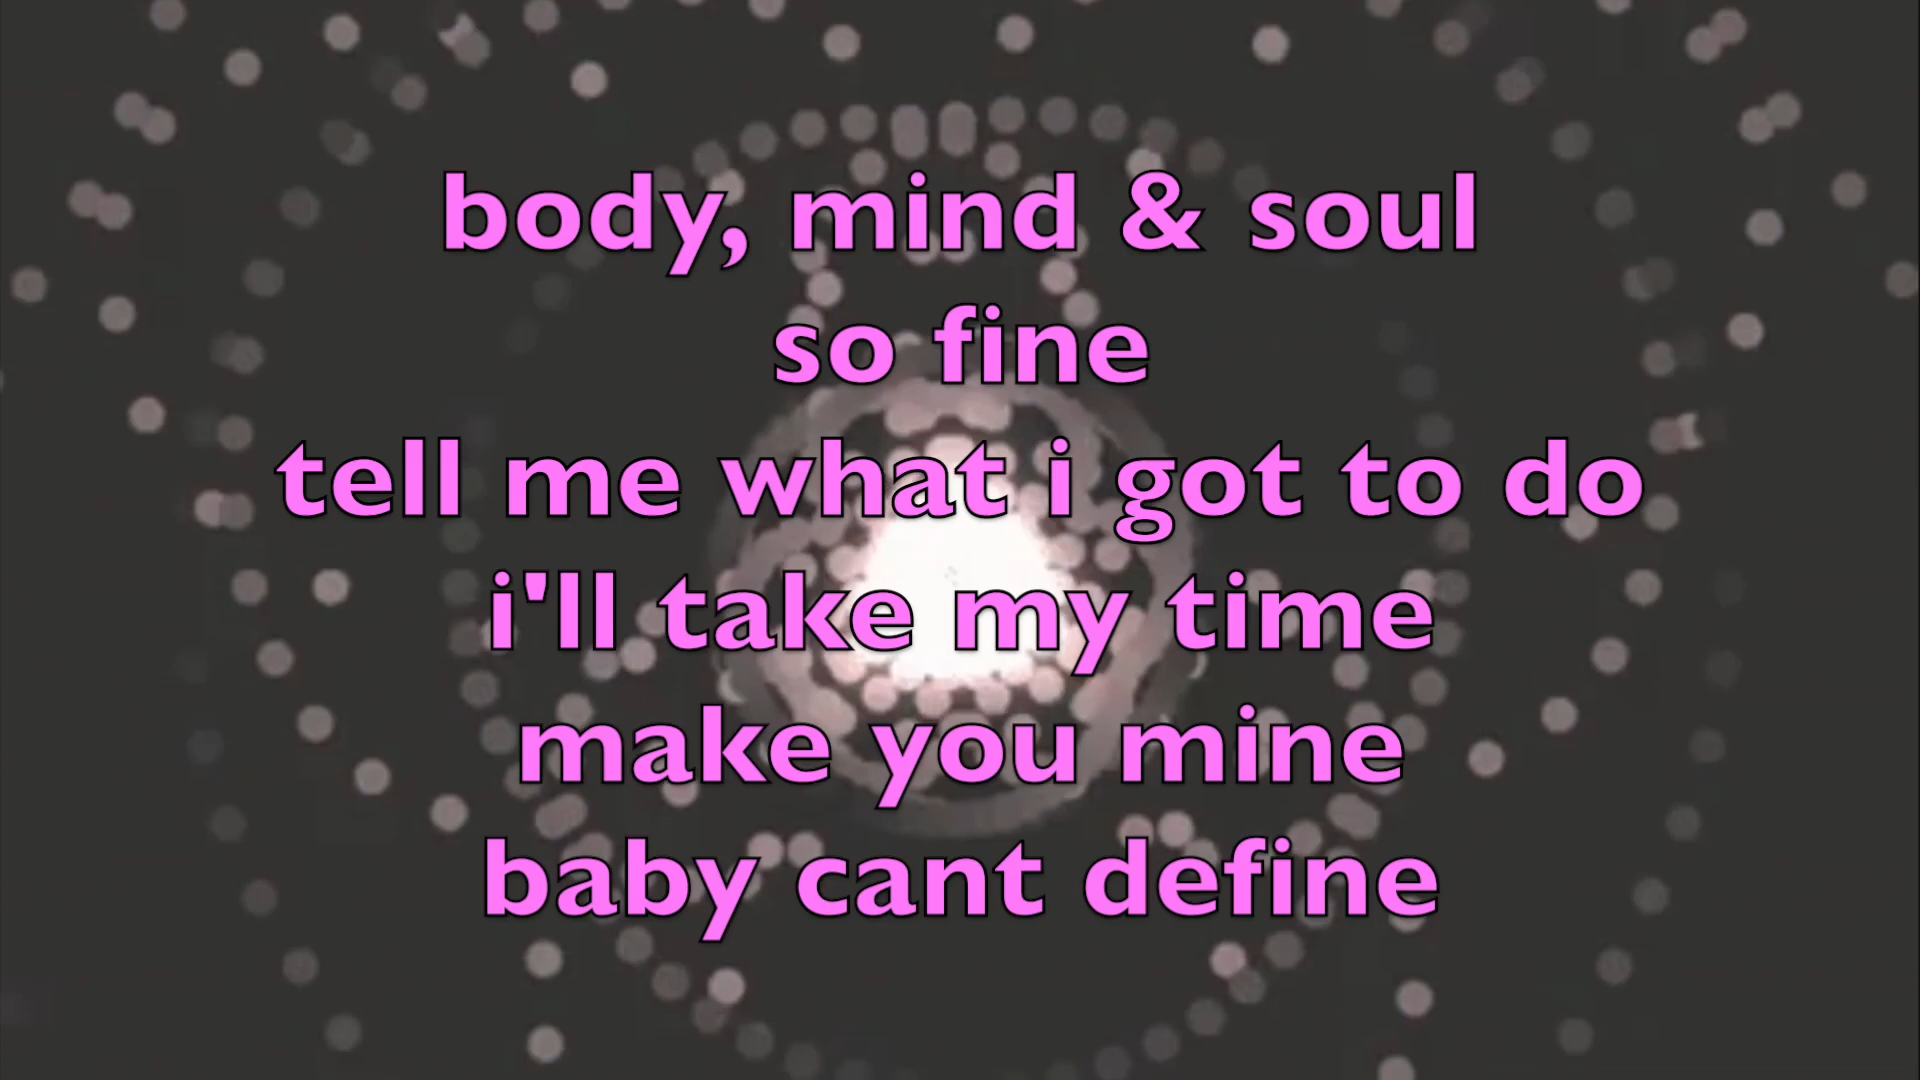 body, mind & soul
so fine
tell me what i got to do
i'll take my time
make you mine
baby cant define